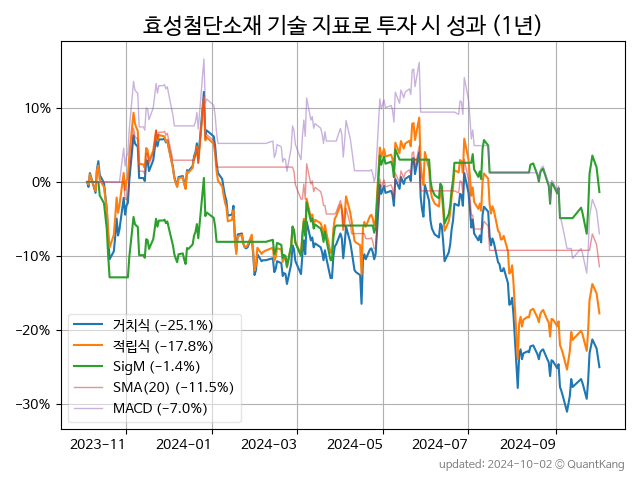 효성첨단소재 기술 지표로 투자 시 성과 (1년)
10%
0%
−10%
−20%
−30%
거치식 (−25.1%)
적립식 (−17.8%)
SigM (−1.4%)
SMA(20) (−11.5%)
MACD (−7.0%)
2023-11 2024-01 2024-03 2024-05 2024-07 2024-09
updated: 2024-10-02 © QuantKang